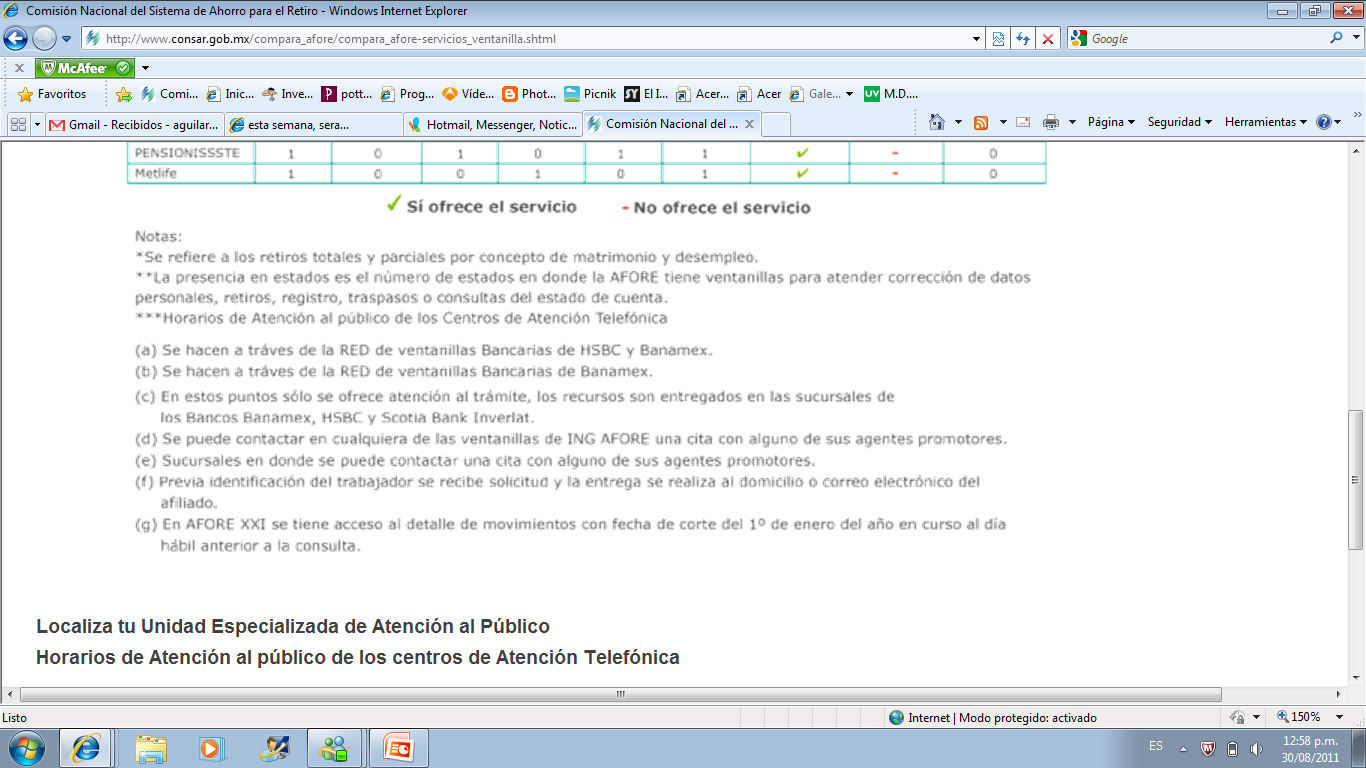 Comisión Nacional del Sistema de Ahorro para el Retiro - Windows Internet Explorer
http://www.consar.gob.mx/compara_afore/compara_afore-servicios_ventanilla.shtml
Google
McAfee
Favoritos Comi... Inic... Inve... pott... Prog... Víde... Phot... Picnik SY El I... Acer... Acer Gale... UV M.D....
Gmail - Recibidos - aguilar... esta semana, sera... Hotmail, Messenger, Notic... Comisión Nacional del ... Página Seguridad Herramientas
PENSIONISSSTE 1 0 1 0 1 1 ✓ - 0
Metlife 1 0 0 1 0 1 ✓ - 0
✓ Sí ofrece el servicio - No ofrece el servicio
Notas:
*Se refiere a los retiros totales y parciales por concepto de matrimonio y desempleo.
**La presencia en estados es el número de estados en donde la AFORE tiene ventanillas para atender corrección de datos
personales, retiros, registro, traspasos o consultas del estado de cuenta.
***Horarios de Atención al público de los Centros de Atención Telefónica
(a) Se hacen a tráves de la RED de ventanillas Bancarias de HSBC y Banamex.
(b) Se hacen a tráves de la RED de ventanillas Bancarias de Banamex.
(c) En estos puntos sólo se ofrece atención al trámite, los recursos son entregados en las sucursales de
los Bancos Banamex, HSBC y Scotia Bank Inverlat.
(d) Se puede contactar en cualquiera de las ventanillas de ING AFORE una cita con alguno de sus agentes promotores.
(e) Sucursales en donde se puede contactar una cita con alguno de sus agentes promotores.
(f) Previa identificación del trabajador se recibe solicitud y la entrega se realiza al domicilio o correo electrónico del
afiliado.
(g) En AFORE XXI se tiene acceso al detalle de movimientos con fecha de corte del 1º de enero del año en curso al día
hábil anterior a la consulta.
Localiza tu Unidad Especializada de Atención al Público
Horarios de Atención al público de los centros de Atención Telefónica
Listo Internet | Modo protegido: activado 150%
ES 12:58 p.m.
30/08/2011